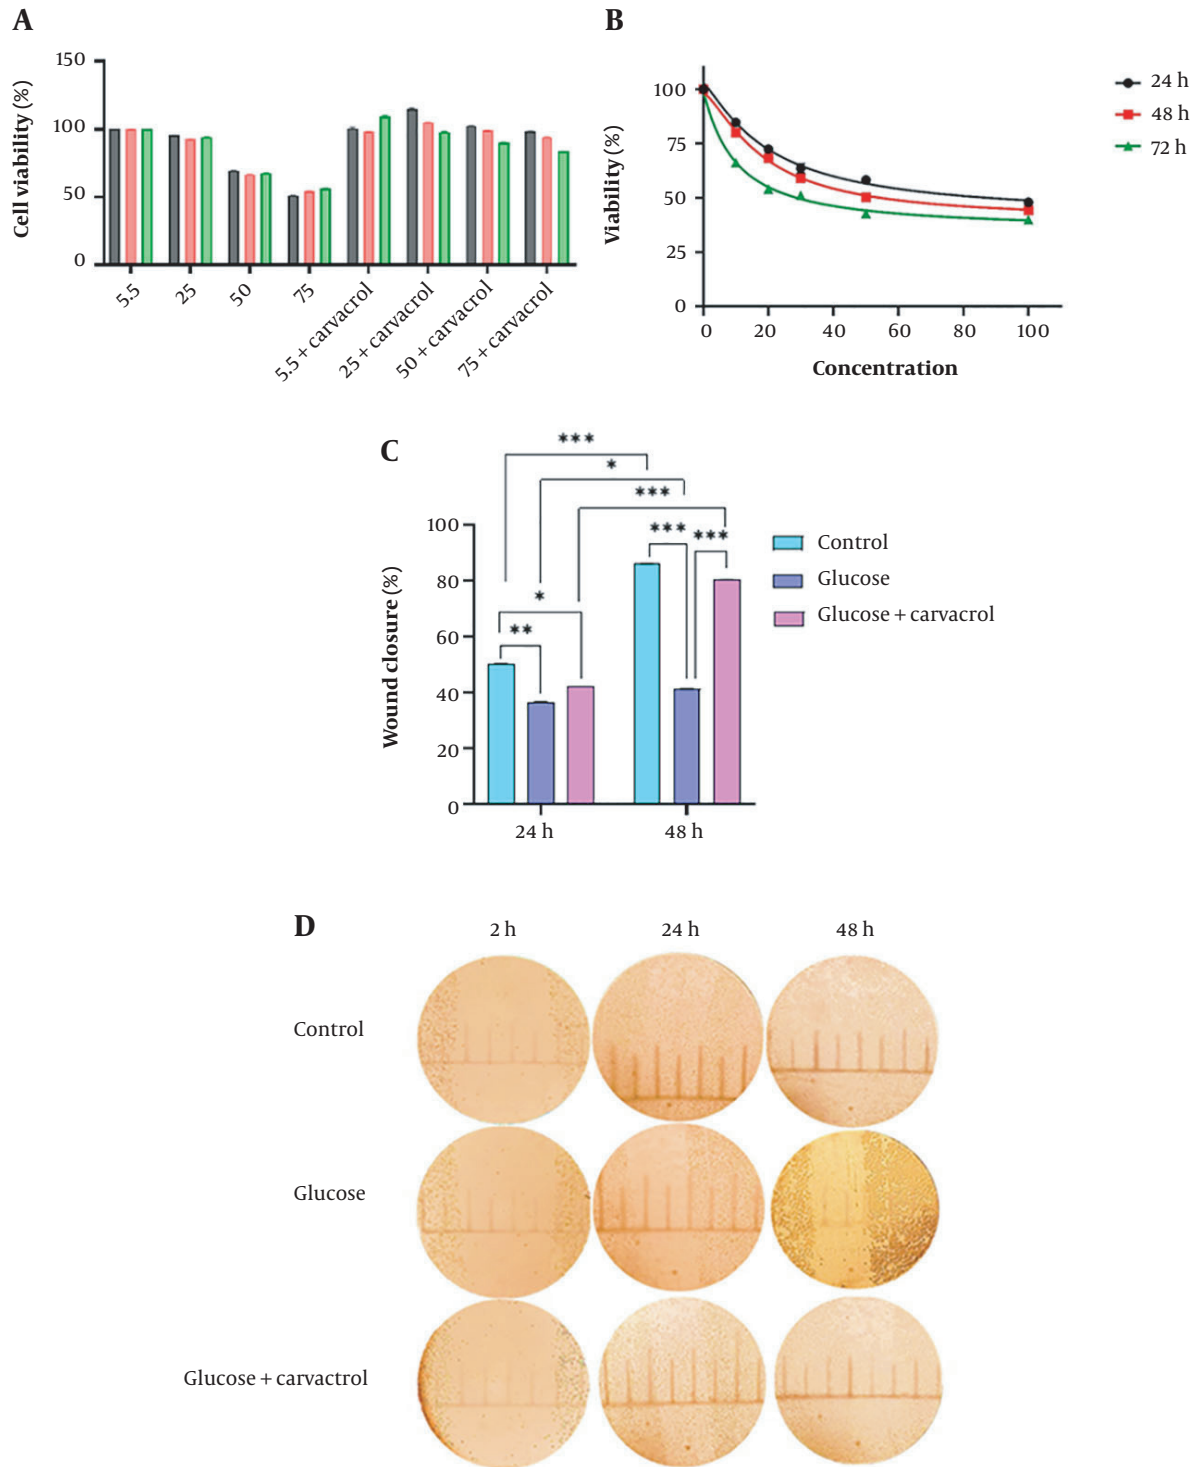 A
Cell viability (%)
150
100
50
0
5.5
25
50
75
5.5 + carvacrol
25 + carvacrol
50 + carvacrol
75 + carvacrol
B
Viability (%)
100
75
50
25
0
0
20
40
60
80
100
Concentration
24 h
48 h
72 h
C
Wound closure (%)
100
80
60
40
20
0
***
*
***
***
***
*
**
24 h
48 h
Control
Glucose
Glucose + carvacrol
D
2 h
24 h
48 h
Control
Glucose
Glucose + carvactrol